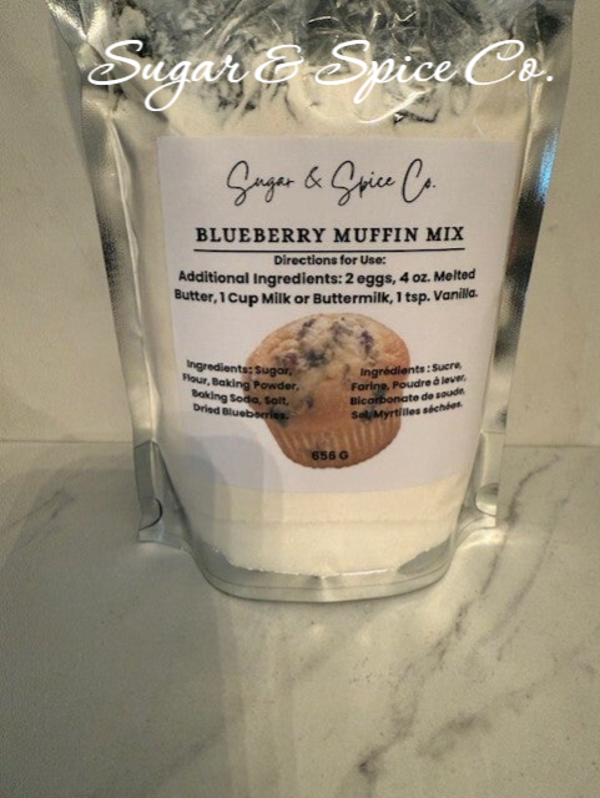 Sugar & Spice Co.
Sugar & Spice Co.
BLUEBERRY MUFFIN MIX
Directions for Use:
Additional Ingredients: 2 eggs, 4 oz. Melted
Butter, 1 Cup Milk or Buttermilk, 1 tsp. Vanilla.
Ingredients: Sugar,
Flour, Baking Powder,
Baking Soda, Salt,
Dried Blueberries.
Ingrédients : Sucre,
Farine, Poudre à lever,
Bicarbonate de soude,
Sel, Myrtilles séchées.
656 G